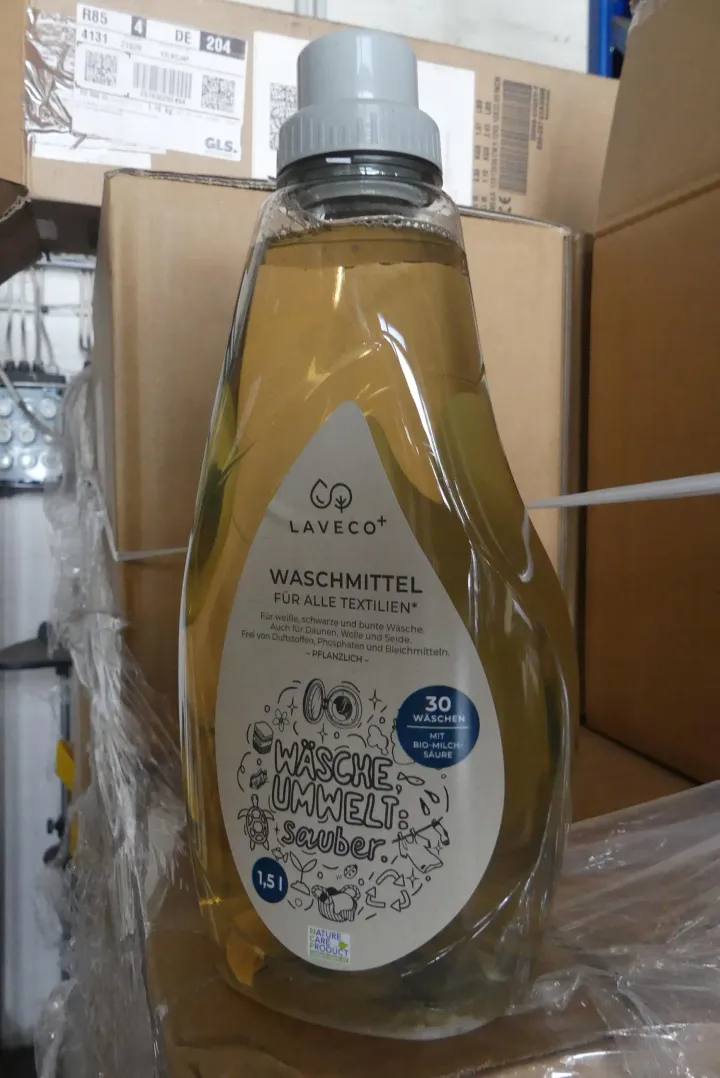 R85 4 DE 204
4131
GLS.
LAVECO+
WASCHMITTEL
FÜR ALLE TEXTILIEN*
Für weiße, schwarze und bunte Wäsche.
Auch für Daunen, Wolle und Seide.
Frei von Duftstoffen, Phosphaten und Bleichmitteln.
– PFLANZLICH –
30
WÄSCHEN
MIT
BIO-MILCH-
SÄURE
WÄSCHE,
UMWELT:
sauber.
1,5 l
NATURE
CARE
PRODUCT